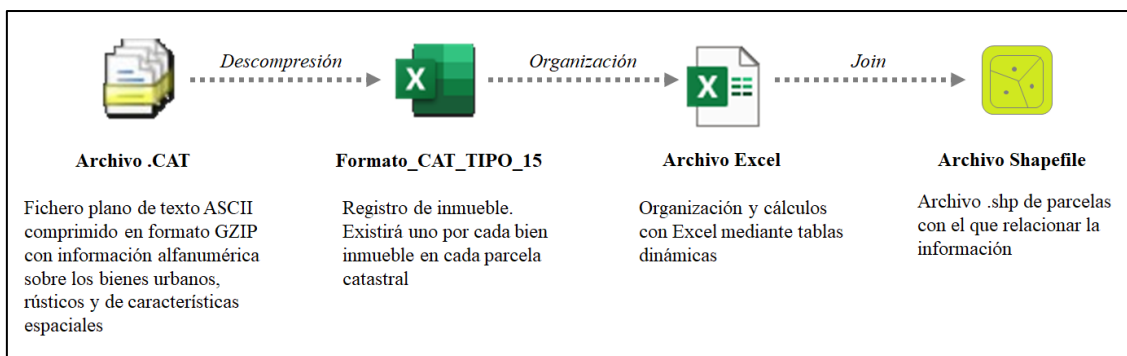 Descompresión
Organización
Join
Archivo .CAT
Formato_CAT_TIPO_15
Archivo Excel
Archivo Shapefile
Fichero plano de texto ASCII
comprimido en formato GZIP
con información alfanumérica
sobre los bienes urbanos,
rústicos y de características
espaciales
Registro de inmueble.
Existirá uno por cada bien
inmueble en cada parcela
catastral
Organización y cálculos
con Excel mediante tablas
dinámicas
Archivo .shp de parcelas
con el que relacionar la
información
X
X